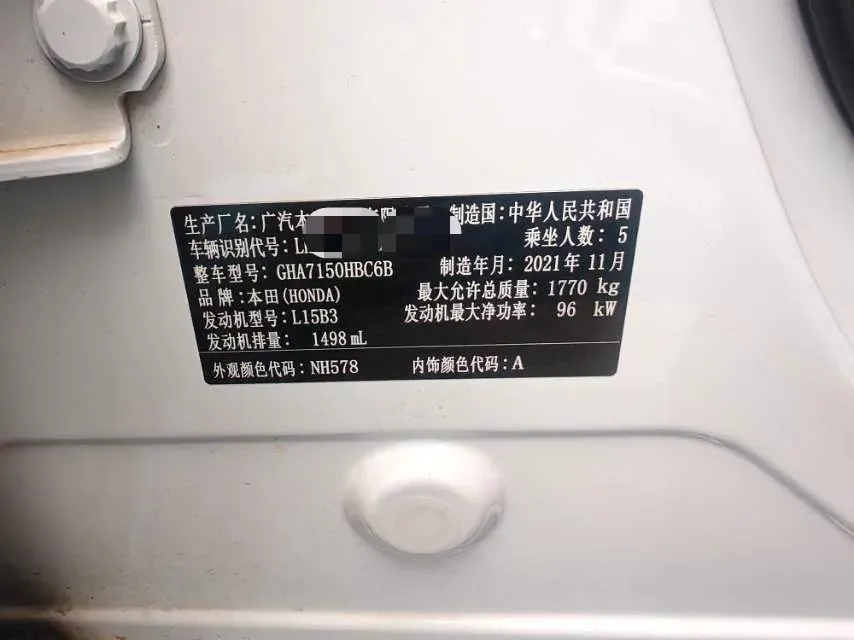 生产厂名:广汽本 制造国:中华人民共和国
车辆识别代号:L 乘坐人数:5
整车型号:GHA7150HBC6B 制造年月:2021年11月
品牌:本田(HONDA) 最大允许总质量:1770 kg
发动机型号:L15B3 发动机最大净功率: 96 kW
发动机排量: 1498 mL
外观颜色代码:NH578 内饰颜色代码:A